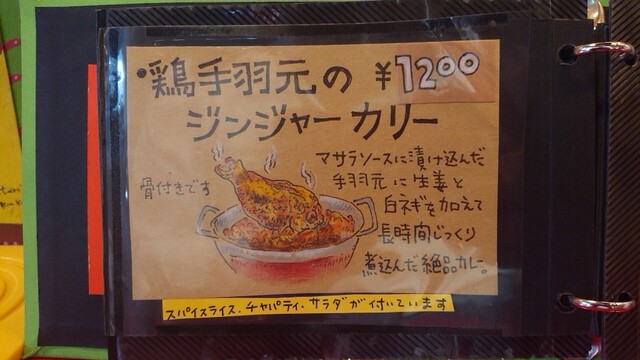 ・鶏手羽元の ¥1200
ジンジャーカリー
骨付きです
マサラソースに漬け込んだ
手羽元に生姜と
白ネギを加えて
長時間じっくり
煮込んだ絶品カレー。
スパイスライス・チャパティ・サラダが付いています